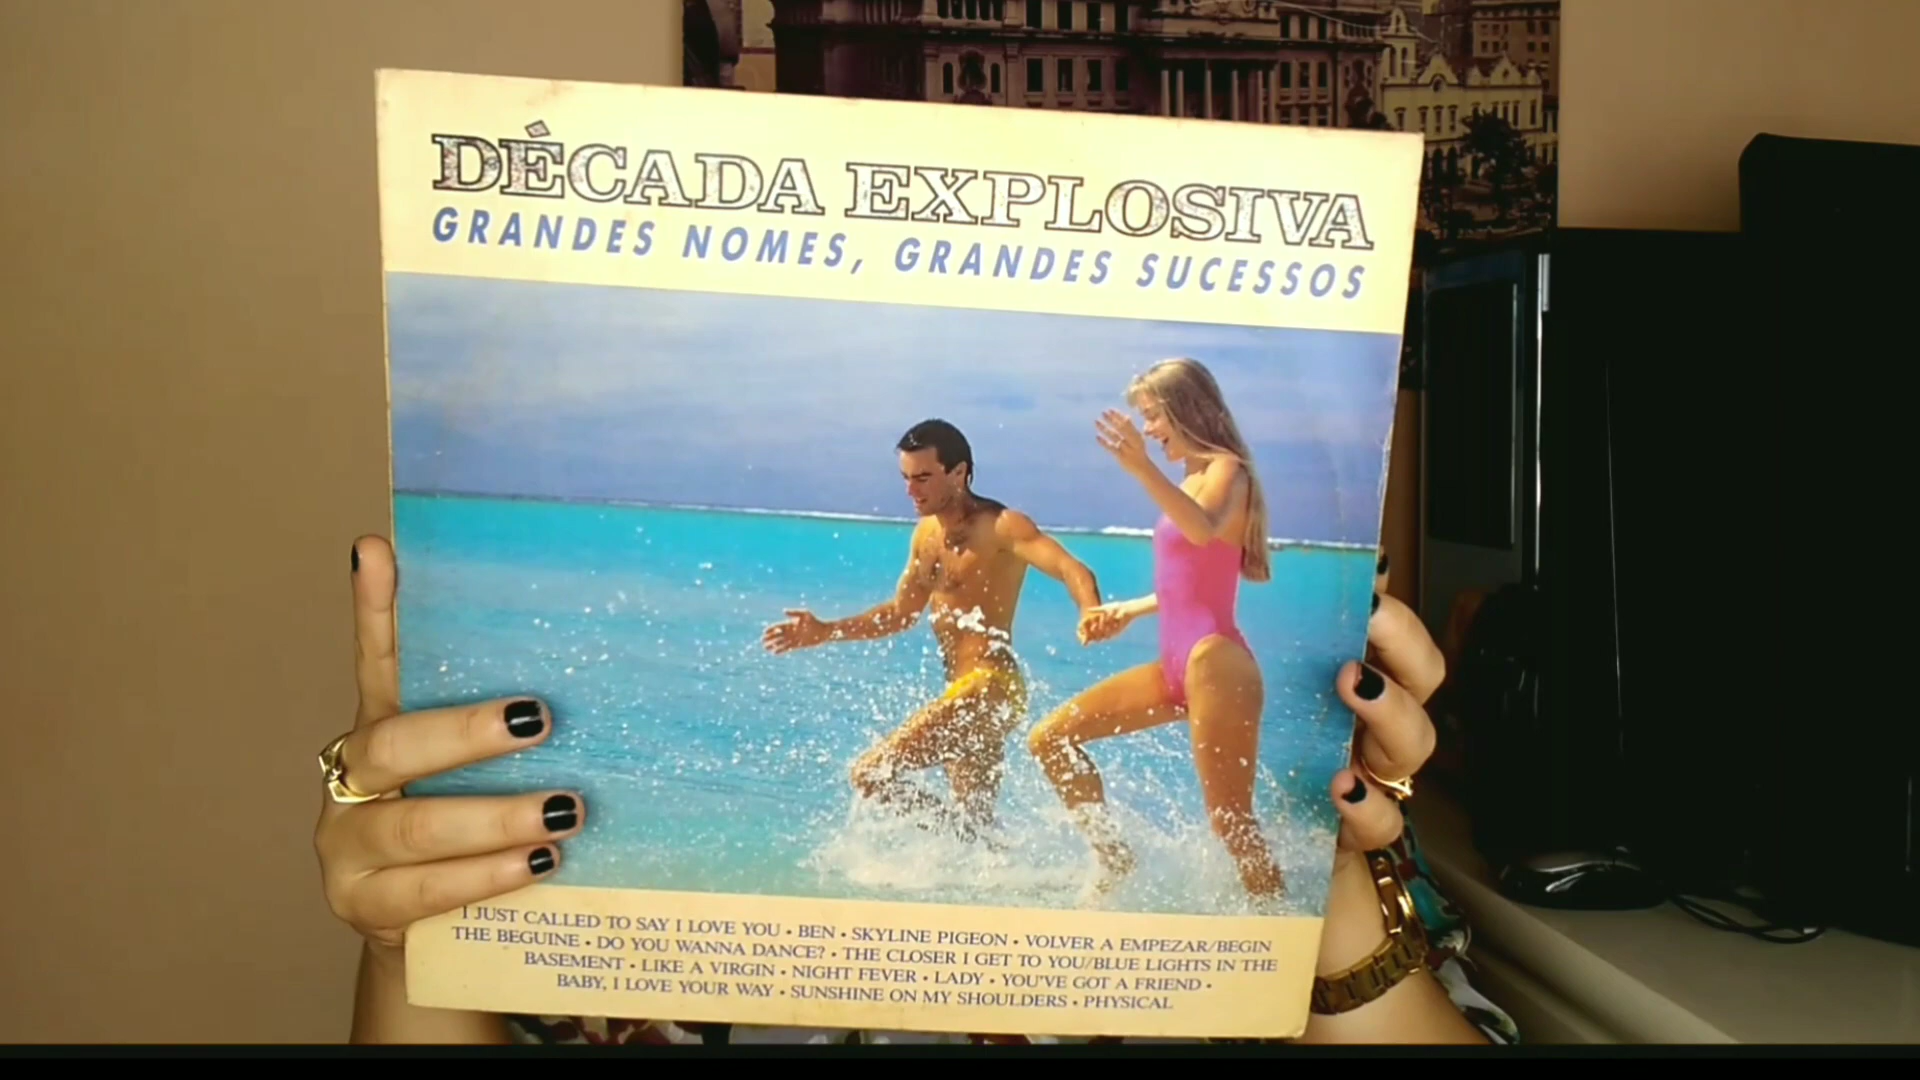 DÉCADA EXPLOSIVA
GRANDES NOMES, GRANDES SUCESSOS
I JUST CALLED TO SAY I LOVE YOU • BEN • SKYLINE PIGEON • VOLVER A EMPEZAR/BEGIN
THE BEGUINE • DO YOU WANNA DANCE? • THE CLOSER I GET TO YOU/BLUE LIGHTS IN THE
BASEMENT • LIKE A VIRGIN • NIGHT FEVER • LADY • YOU'VE GOT A FRIEND •
BABY, I LOVE YOUR WAY • SUNSHINE ON MY SHOULDERS • PHYSICAL